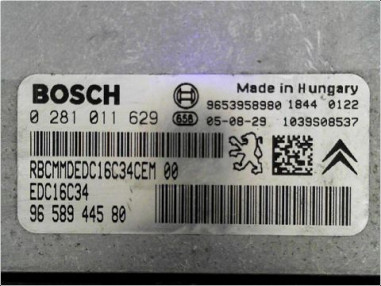 BOSCH
Made in Hungary
9653958980 1844 0122
0 281 011 629 656 05-08-29 1039S08537
RBCMMDEDC16C34CEM 00
EDC16C34
96 589 445 80